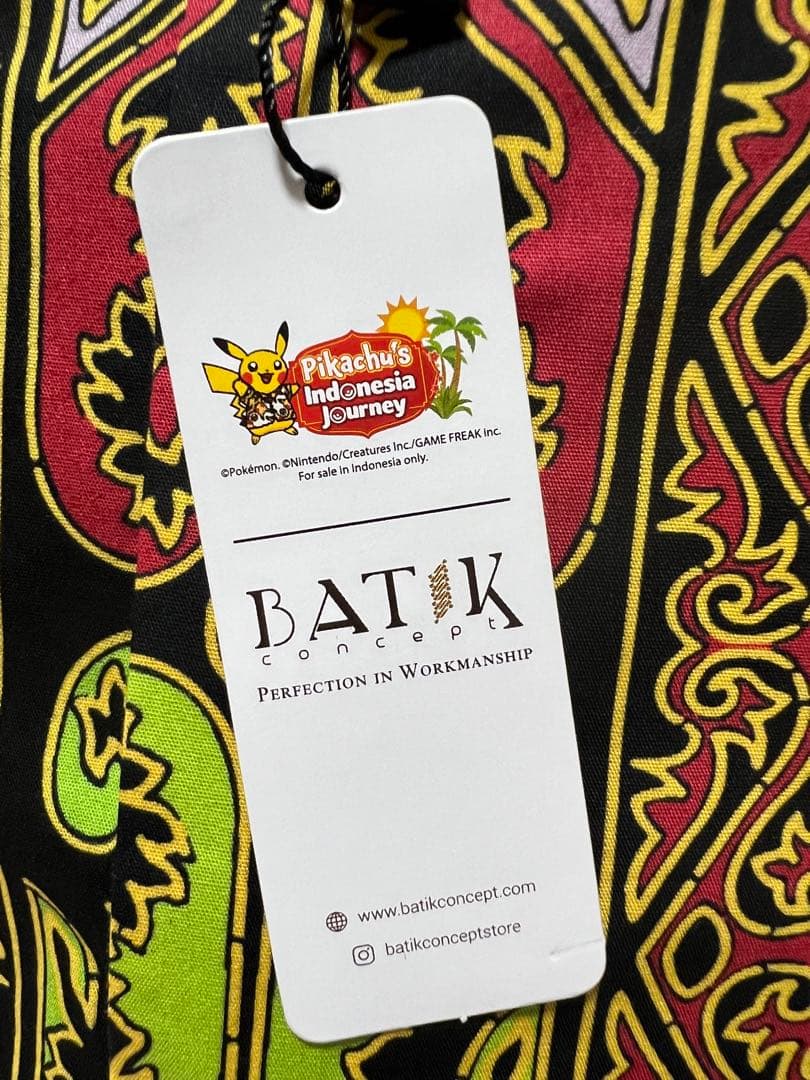 Pikachu's
Indonesia
Journey
©Pokémon. ©Nintendo/Creatures Inc./GAME FREAK inc.
For sale in Indonesia only.
BATIK
concept
PERFECTION IN WORKMANSHIP
www.batikconcept.com
batikconceptstore